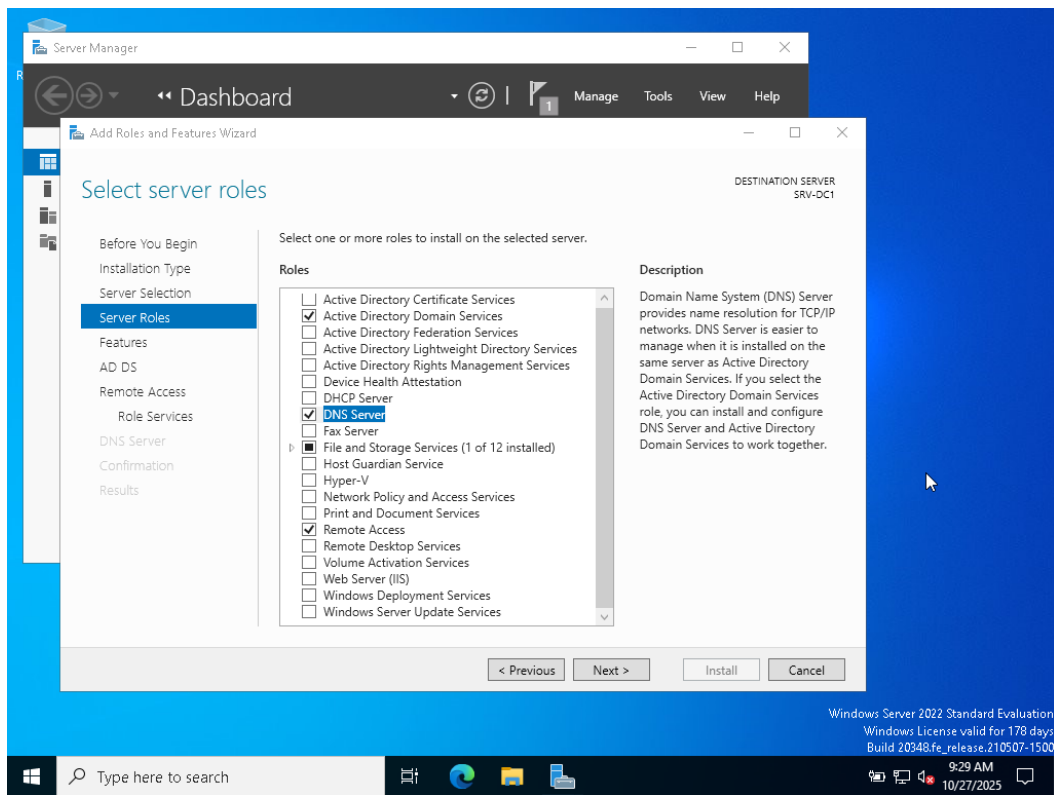 Server Manager
R
Dashboard
1
Manage
Tools
View
Help
Add Roles and Features Wizard
Select server roles
DESTINATION SERVER
SRV-DC1
Before You Begin
Installation Type
Server Selection
Server Roles
Features
AD DS
Remote Access
Role Services
DNS Server
Confirmation
Results
Select one or more roles to install on the selected server.
Roles
Active Directory Certificate Services
Active Directory Domain Services
Active Directory Federation Services
Active Directory Lightweight Directory Services
Active Directory Rights Management Services
Device Health Attestation
DHCP Server
DNS Server
Fax Server
File and Storage Services (1 of 12 installed)
Host Guardian Service
Hyper-V
Network Policy and Access Services
Print and Document Services
Remote Access
Remote Desktop Services
Volume Activation Services
Web Server (IIS)
Windows Deployment Services
Windows Server Update Services
Description
Domain Name System (DNS) Server
provides name resolution for TCP/IP
networks. DNS Server is easier to
manage when it is installed on the
same server as Active Directory
Domain Services. If you select the
Active Directory Domain Services
role, you can install and configure
DNS Server and Active Directory
Domain Services to work together.
< Previous
Next >
Install
Cancel
Windows Server 2022 Standard Evaluation
Windows License valid for 178 days
Build 20348.fe_release.210507-1500
Type here to search
9:29 AM
10/27/2025